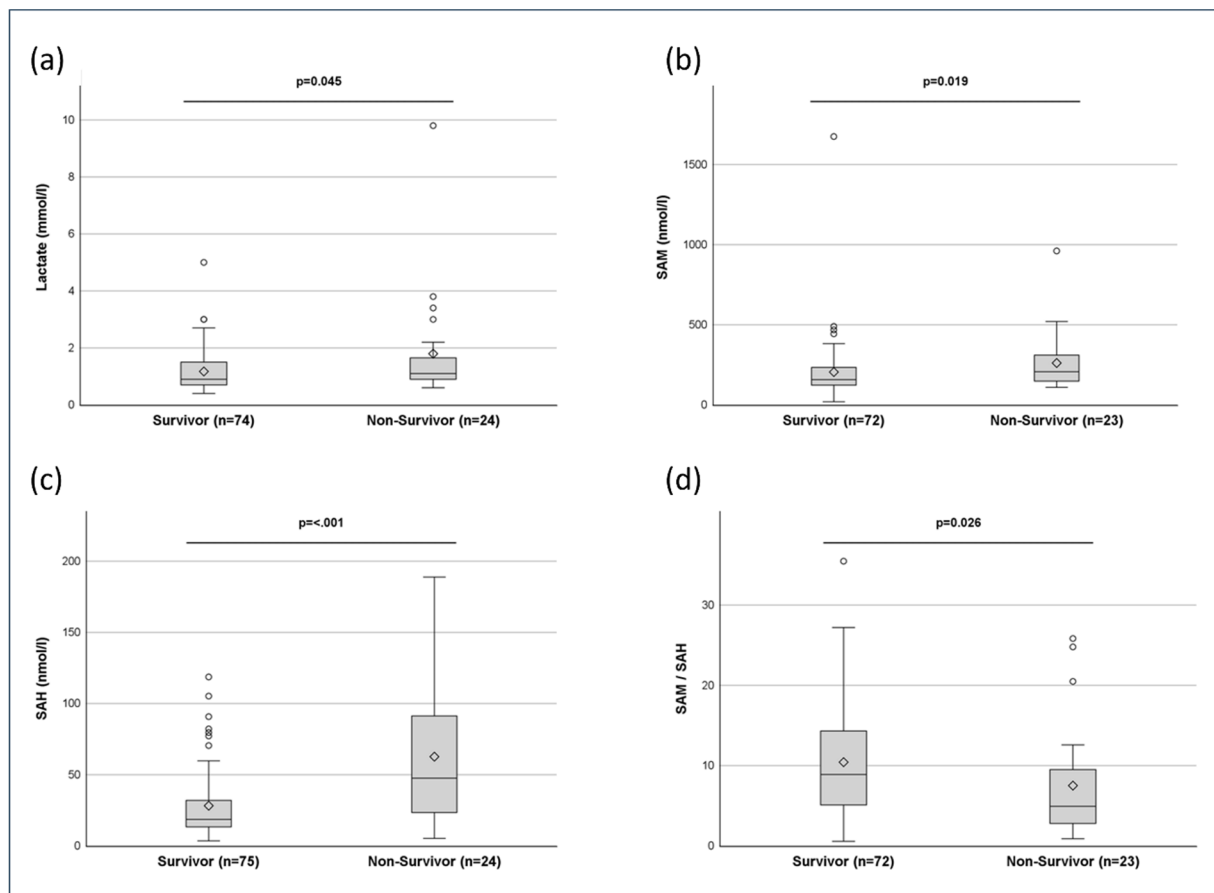 (a)
p=0.045
Lactate (mmol/l)
10
8
6
4
2
0
Survivor (n=74) Non-Survivor (n=24)
(b)
p=0.019
SAM (nmol/l)
1500
1000
500
0
Survivor (n=72) Non-Survivor (n=23)
(c)
p=<.001
SAH (nmol/l)
200
150
100
50
0
Survivor (n=75) Non-Survivor (n=24)
(d)
p=0.026
SAM / SAH
30
20
10
0
Survivor (n=72) Non-Survivor (n=23)